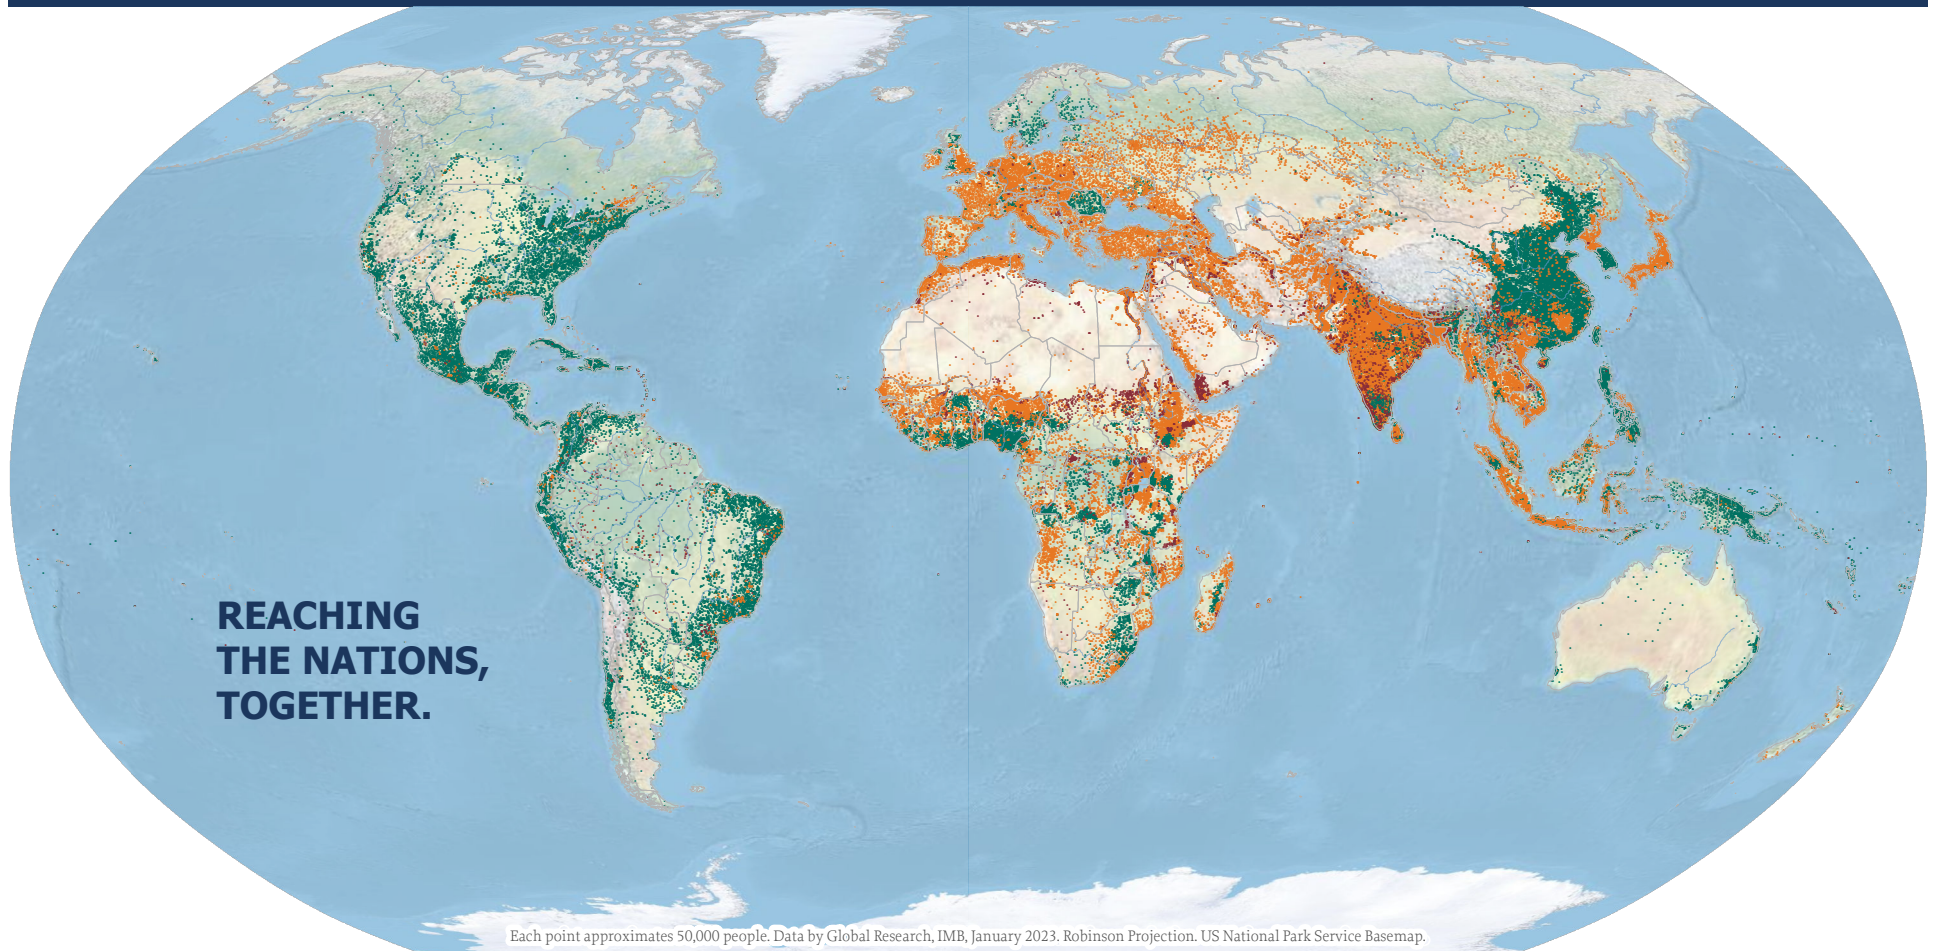 REACHING
THE NATIONS,
TOGETHER.
Each point approximates 50,000 people. Data by Global Research, IMB, January 2023. Robinson Projection. US National Park Service Basemap.